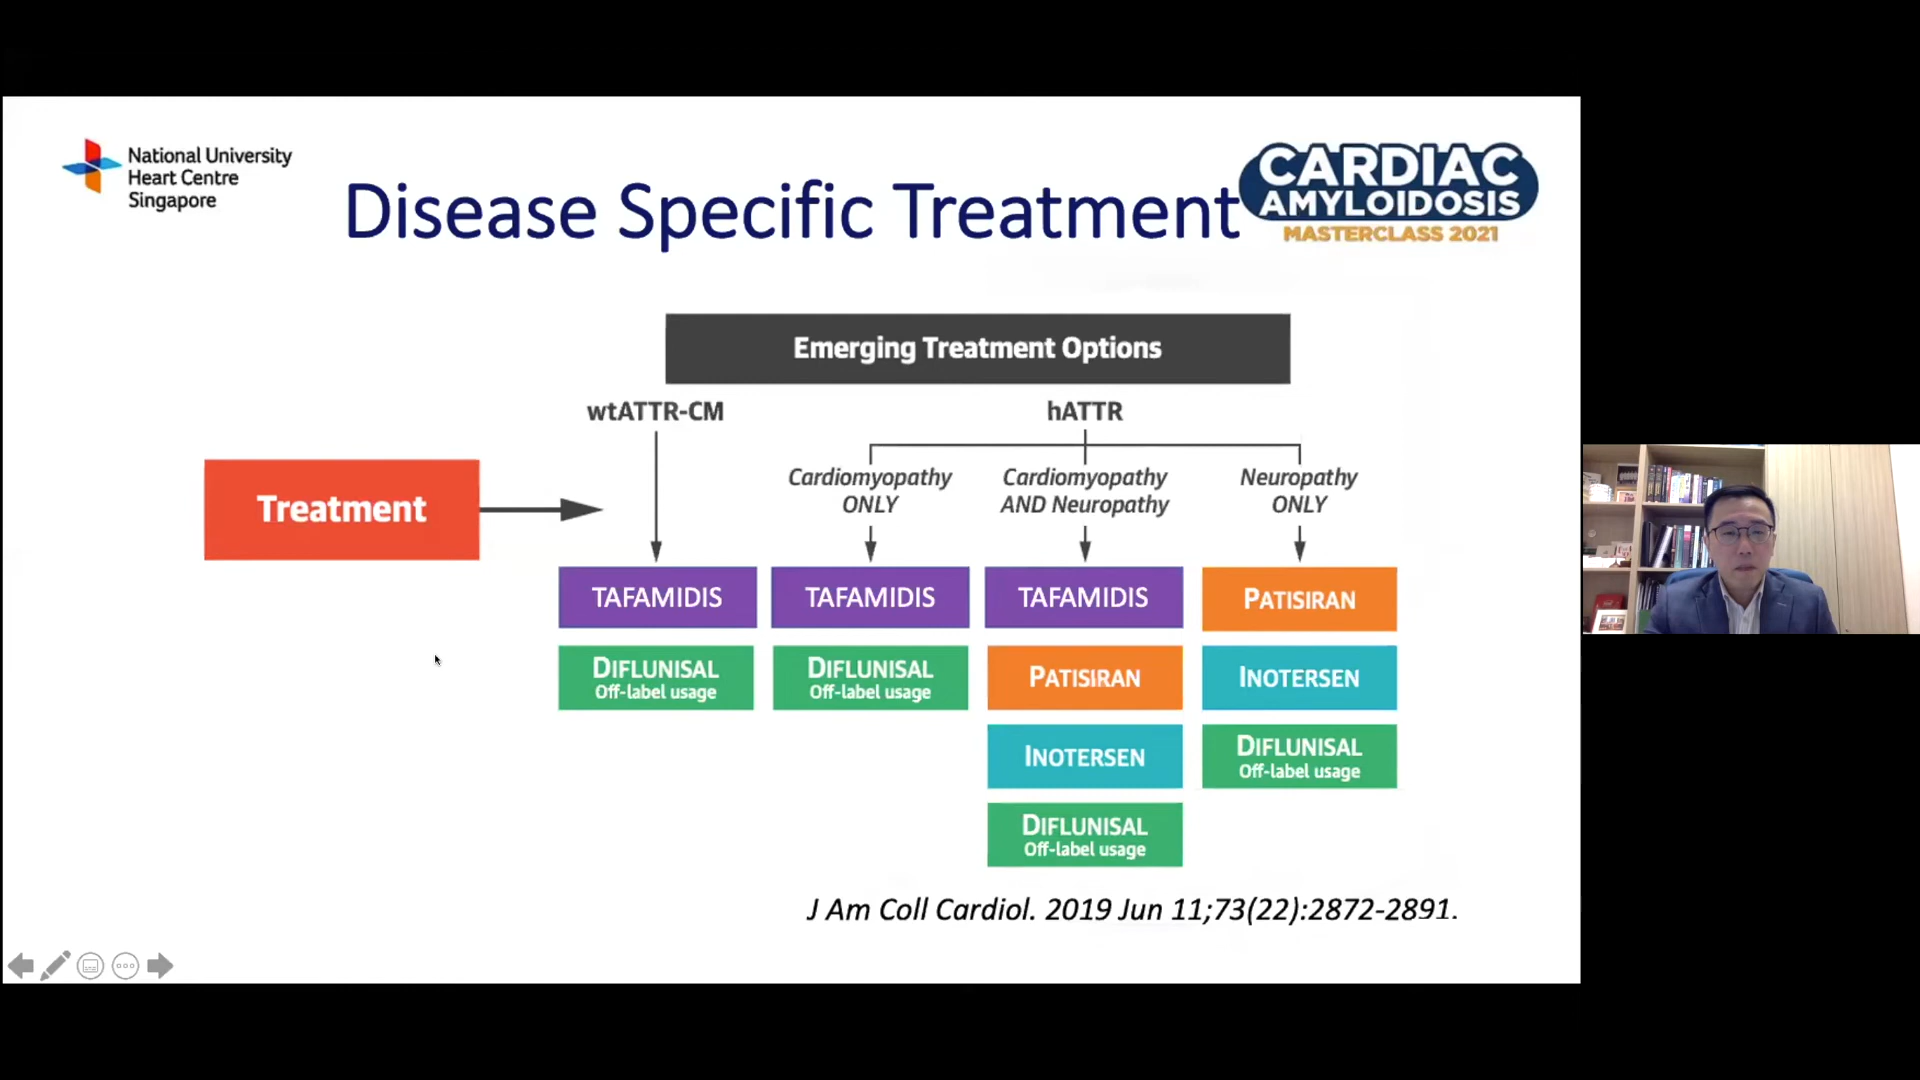 National University
Heart Centre
Singapore
CARDIAC
AMYLOIDOSIS
MASTERCLASS 2021
Disease Specific Treatment
Emerging Treatment Options
wtATTR-CM
hATTR
Cardiomyopathy
ONLY
Cardiomyopathy
AND Neuropathy
Neuropathy
ONLY
Treatment
TAFAMIDIS
TAFAMIDIS
TAFAMIDIS
PATISIRAN
DIFLUNISAL
Off-label usage
DIFLUNISAL
Off-label usage
PATISIRAN
INOTERSEN
INOTERSEN
DIFLUNISAL
Off-label usage
DIFLUNISAL
Off-label usage
J Am Coll Cardiol. 2019 Jun 11;73(22):2872-2891.